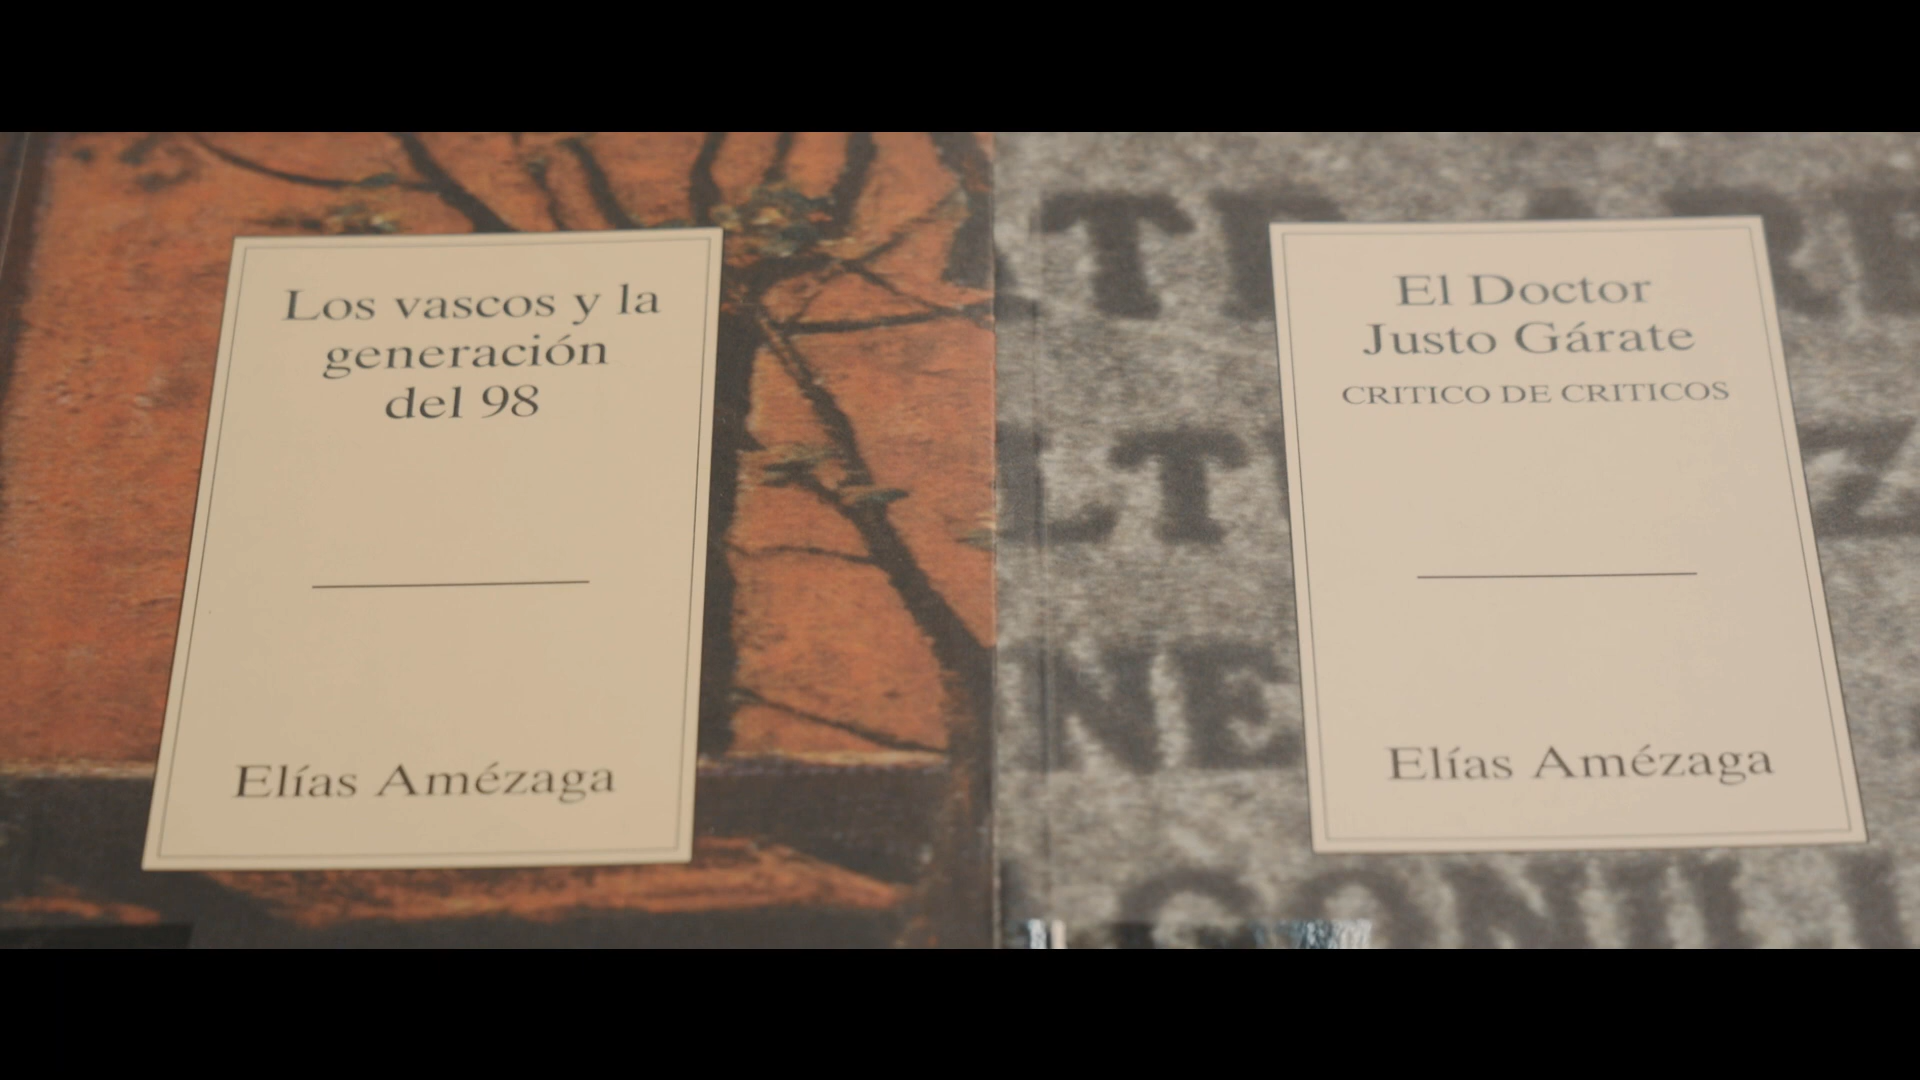 Los vascos y la
generación
del 98
Elías Amézaga
El Doctor
Justo Gárate
CRITICO DE CRITICOS
Elías Amézaga